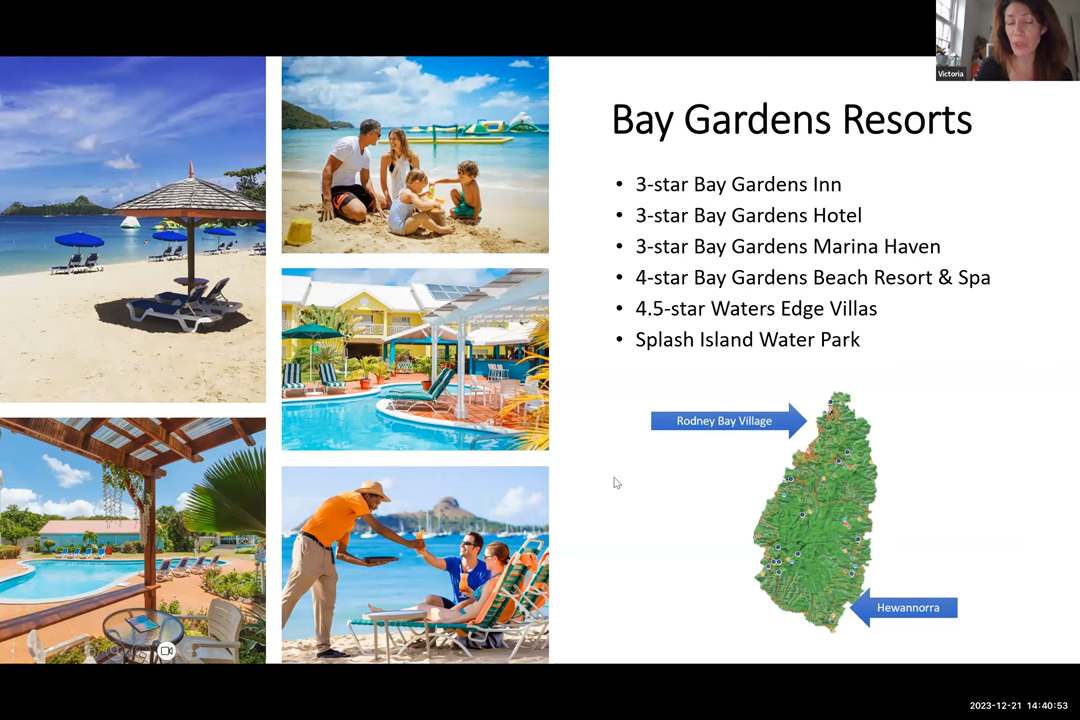 Victoria
Bay Gardens Resorts
• 3-star Bay Gardens Inn
• 3-star Bay Gardens Hotel
• 3-star Bay Gardens Marina Haven
• 4-star Bay Gardens Beach Resort & Spa
• 4.5-star Waters Edge Villas
• Splash Island Water Park
Rodney Bay Village
Hewannorra
2023-12-21 14:40:53